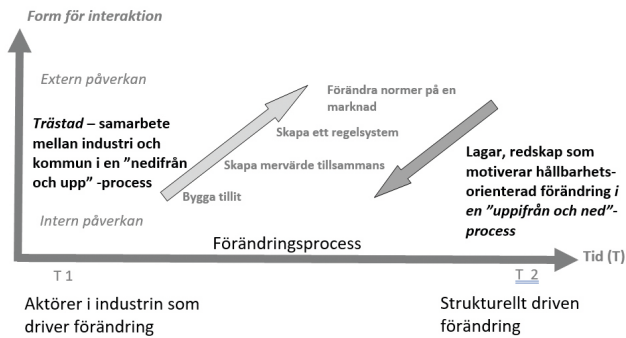 Form för interaktion
Extern påverkan
Trästad – samarbete
mellan industri och
kommun i en ”nedifrån
och upp” -process
Intern påverkan
Förändra normer på en
marknad
Skapa ett regelsystem
Skapa mervärde tillsammans
Bygga tillit
Lagar, redskap som
motiverar hållbarhets-
orienterad förändring i
en ”uppifrån och ned”-
process
Förändringsprocess
Tid (T)
T 1
T 2
Aktörer i industrin som
driver förändring
Strukturellt driven
förändring